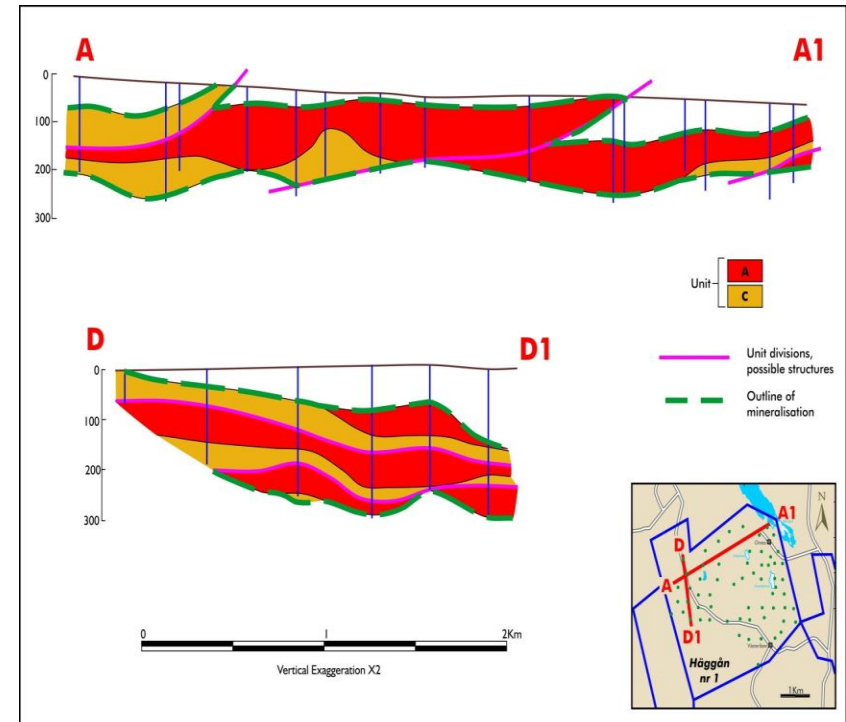 A
A1
0
100
200
300
Unit
A
C
D
D1
0
100
200
300
Unit divisions,
possible structures
Outline of
mineralisation
0
1
2Km
Vertical Exaggeration X2
N
A1
D
A
D1
Häggån
nr 1
1Km